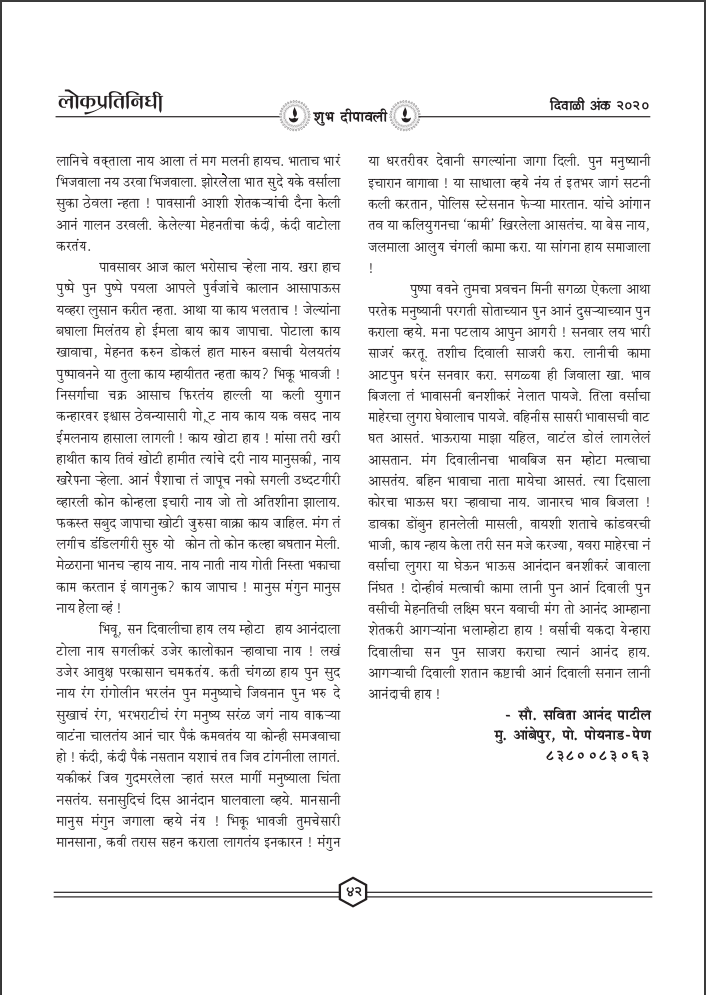 लोकप्रतिनिधी
शुभ दीपावली
दिवाळी अंक २०२०
लानिचे वक्ताला नाय आला तं मग मलनी हायच. भाताच भारं
भिजवाला नय उरवा भिजवाला. झोरलेला भात सुदे यके वर्साला
सुका ठेवला न्हता ! पावसानी आशी शेतकऱ्यांची दैना केली
आनं गालन उरवली. केलेल्या मेहनतीचा कंदी, कंदी वाटोला
करतंय.
पावसावर आज काल भरोसाच ऱ्हेला नाय. खरा हाच
पुष्पे पुन पुष्पे पयला आपले पुर्वजांचे कालान आसापाऊस
यव्हरा लुसान करीत न्हता. आथा या काय भलताच ! जेल्यांना
बघाला मिलंतय हो ईमला बाय काय जापाचा. पोटाला काय
खावाचा, मेहनत करुन डोकलं हात मारुन बसाची येलयतंय
पुष्पावनने या तुला काय म्हायीतत न्हता काय? भिकू भावजी !
निसर्गाचा चक्र आसाच फिरतंय हाल्ली या कली युगान
कन्हारवर इश्वास ठेवन्यासारी गो्ट नाय काय यक वसद नाय
ईमलनाय हासाला लागली ! काय खोटा हाय ! मांसा तरी खरी
हाथीत काय तिवं खोटी हामीत त्यांचे दरी नाय मानुसकी, नाय
खरेपना ऱ्हेला. आनं पैशाचा तं जापूच नको सगली उध्दटगीरी
व्हारली कोन कोन्हला इचारी नाय जो तो अतिशीना झालाय.
फकस्त सबुद जापाचा खोटी जुरुसा वाक्रा काय जाहिल. मंग तं
लगीच डंडिलगीरी सुरु यो कोन तो कोन कल्हा बघतान मेली.
मेळराना भानच ऱ्हाय नाय. नाय नाती नाय गोती निस्ता भकाचा
काम करतान इं वागनुक? काय जापाच ! मानुस मंगुन मानुस
नाय हेला व्हं !
भिवू, सन दिवालीचा हाय लय म्होटा हाय आनंदाला
टोला नाय सगलीकरं उजेर कालोकान ऱ्हावाचा नाय ! लखं
उजेर आवुक्ष परकासान चमकतंय. कती चंगळा हाय पुन सुद
नाय रंग रांगोलीन भरलंन पुन मनुष्याचे जिवनान पुन भरु दे
सुखाचं रंग, भरभराटीचं रंग मनुष्य सरंळ जगं नाय वाकऱ्या
वाटंना चालतंय आनं चार पैकं कमवतंय या कोन्ही समजवाचा
हो ! कंदी, कंदी पैकं नसतान यशाचं तव जिव टांगनीला लागतं.
यकीकरं जिव गुदमरलेला ऱ्हातं सरल मार्गी मनुष्याला चिंता
नसतंय. सनासुदिचं दिस आनंदान घालवाला व्हये. मानसानी
मानुस मंगुन जगाला व्हये नंय ! भिकू भावजी तुमचेसारी
मानसाना, कवी तरास सहन कराला लागतंय इनकारन ! मंगुन
या धरतरीवर देवानी सगल्यांना जागा दिली. पुन मनुष्यानी
इचारान वागावा ! या साधाला व्हये नंय तं इतभर जागं सटनी
कली करतान, पोलिस स्टेसनान फेऱ्या मारतान. यांचे आंगान
तव या कलियुगनचा ‘कामी’ खिरलेला आसतंच. या बेस नाय,
जलमाला आलुय चंगली कामा करा. या सांगना हाय समाजाला
!
पुष्पा ववने तुमचा प्रवचन मिनी सगळा ऐकला आथा
परतेक मनुष्यानी परगती सोताच्यान पुन आनं दुसऱ्याच्यान पुन
कराला व्हये. मना पटलाय आपुन आगरी ! सनवार लय भारी
साजरं करतू. तशीच दिवाली साजरी करा. लानीची कामा
आटपुन घरंन सनवार करा. सगळ्या ही जिवाला खा. भाव
बिजला तं भावासनी बनशीकरं नेलात पायजे. तिला वर्साचा
माहेरचा लुगरा घेवालाच पायजे. वहिनीस सासरी भावासची वाट
घत आसतं. भाऊराया माझा यहिल, वाटंल डोलं लागलेलं
आसतान. मंग दिवालीनचा भावबिज सन म्होटा मत्वाचा
आसतंय. बहिन भावाचा नाता मायेचा आसतं. त्या दिसाला
कोरचा भाऊस घरा ऱ्हावाचा नाय. जानारच भाव बिजला !
डावका डोंबुन हानलेली मासली, वायशी शताचे कांडवरची
भाजी, काय न्हाय केला तरी सन मजे करज्या, यवरा माहेरचा नं
वर्साचा लुगरा या घेऊन भाऊस आनंदान बनशीकरं जावाला
निंघत ! दोन्हीवं मत्वाची कामा लानी पुन आनं दिवाली पुन
वसीची मेहनतिची लक्ष्मि घरन यवाची मंग तो आनंद आम्हाना
शेतकरी आगऱ्यांना भलाम्होटा हाय ! वर्साची यकदा येन्हारा
दिवालीचा सन पुन साजरा कराचा त्यानं आनंद हाय.
आगऱ्याची दिवाली शतान कष्टाची आनं दिवाली सनान लानी
आनंदाची हाय !
- सौ. सविता आनंद पाटील
मु. आंबेपुर, पो. पोयनाड-पेण
८३८००८३०६३
४२